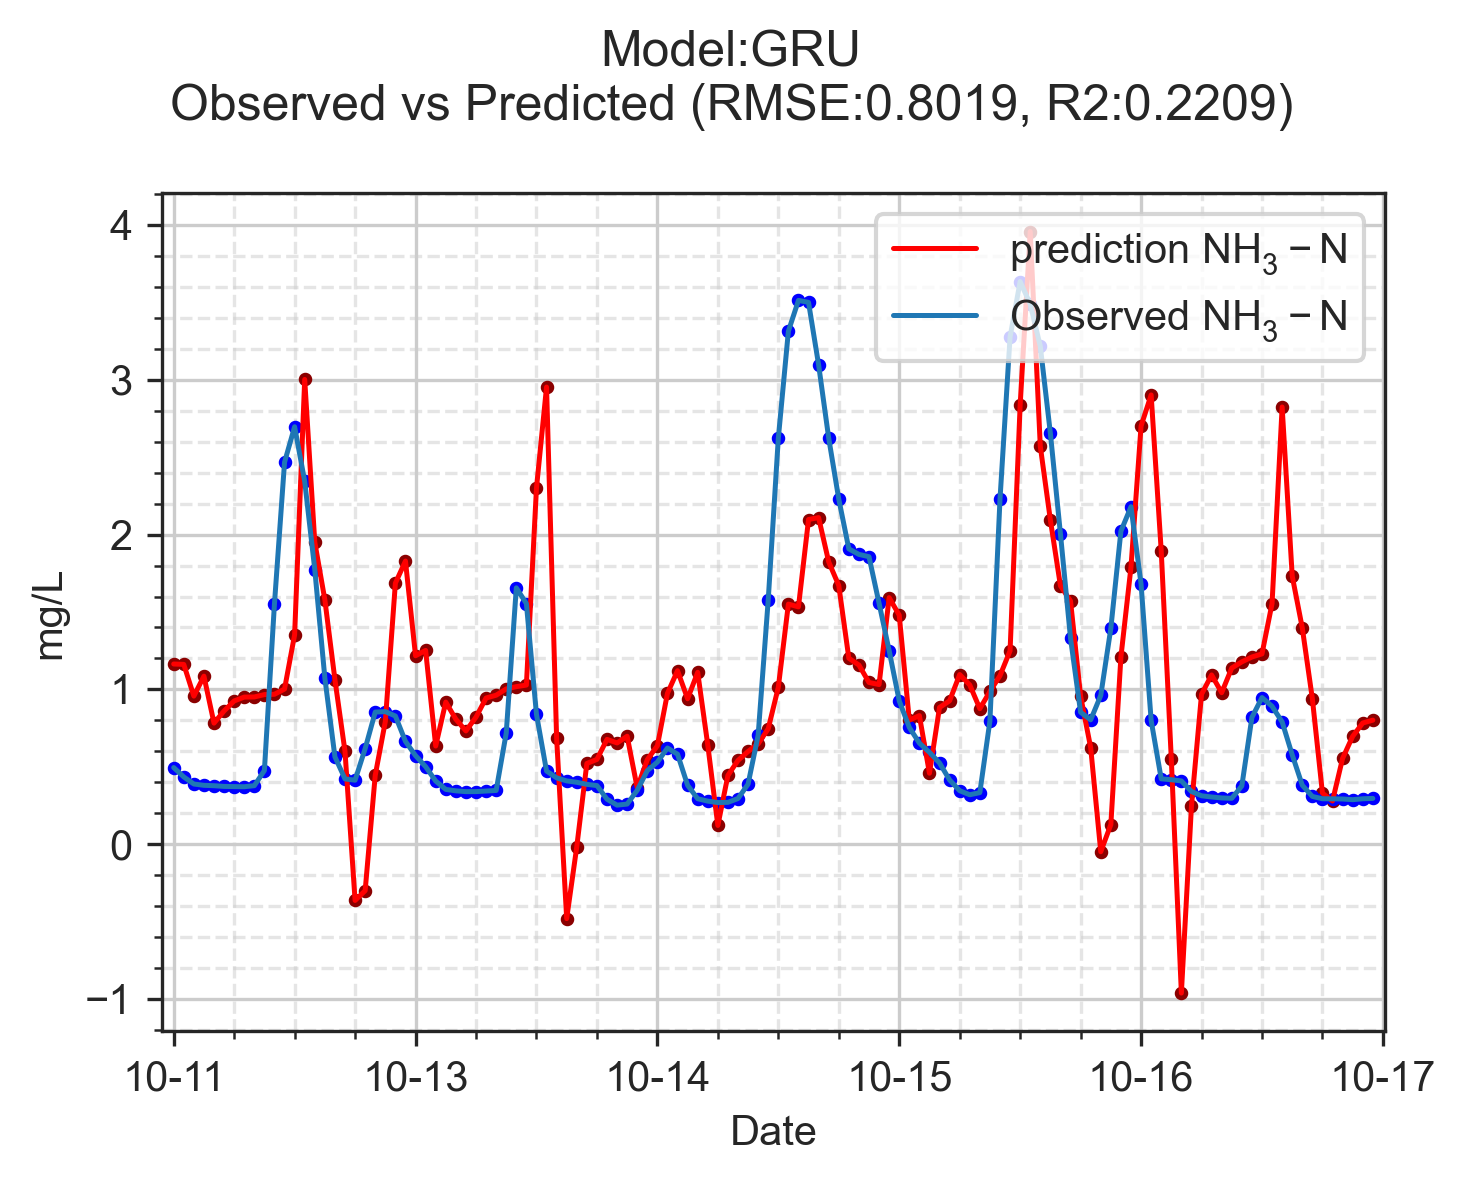 Model:GRU
Observed vs Predicted (RMSE:0.8019, R2:0.2209)
prediction NH₃ − N
Observed NH₃ − N
4
3
2
1
0
−1
mg/L
10-11 10-13 10-14 10-15 10-16 10-17
Date